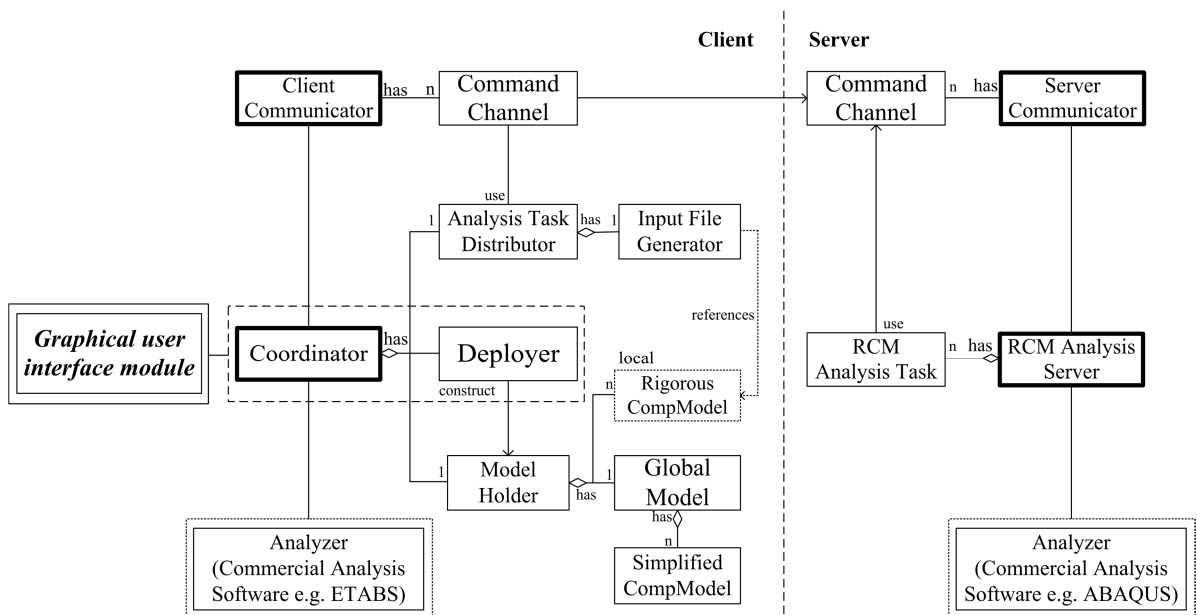 Client
Server
Client
Communicator
has
n
Command
Channel
Command
Channel
n
has
Server
Communicator
use
1
Analysis Task
Distributor
has
1
Input File
Generator
references
Graphical user
interface module
Coordinator
has
Deployer
construct
local
n
Rigorous
CompModel
use
RCM
Analysis Task
n
has
RCM Analysis
Server
1
Model
Holder
has
1
Global
Model
has
n
Simplified
CompModel
Analyzer
(Commercial Analysis
Software e.g. ETABS)
Analyzer
(Commercial Analysis
Software e.g. ABAQUS)